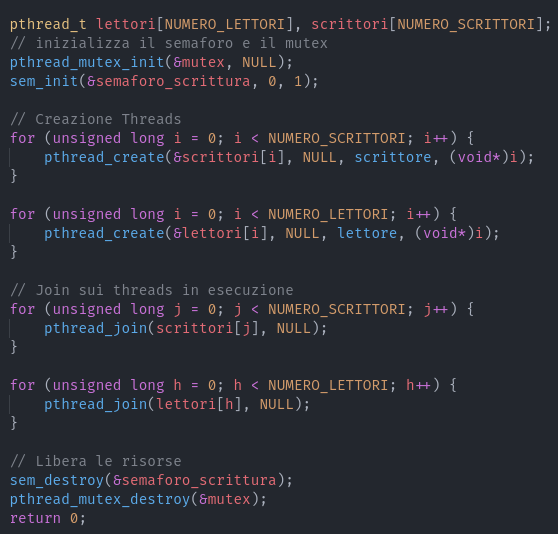 pthread_t lettori[NUMERO_LETTORI], scrittori[NUMERO_SCRITTORI];
// inizializza il semaforo e il mutex
pthread_mutex_init(&mutex, NULL);
sem_init(&semaforo_scrittura, 0, 1);

// Creazione Threads
for (unsigned long i = 0; i < NUMERO_SCRITTORI; i++) {
    pthread_create(&scrittori[i], NULL, scrittore, (void*)i);
}

for (unsigned long i = 0; i < NUMERO_LETTORI; i++) {
    pthread_create(&lettori[i], NULL, lettore, (void*)i);
}

// Join sui threads in esecuzione
for (unsigned long j = 0; j < NUMERO_SCRITTORI; j++) {
    pthread_join(scrittori[j], NULL);
}

for (unsigned long h = 0; h < NUMERO_LETTORI; h++) {
    pthread_join(lettori[h], NULL);
}

// Libera le risorse
sem_destroy(&semaforo_scrittura);
pthread_mutex_destroy(&mutex);
return 0;